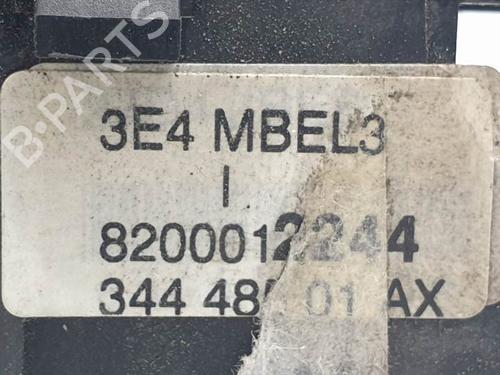 B-PARTS
3E4 MBEL3
I
8200012244
344 48
01 AX